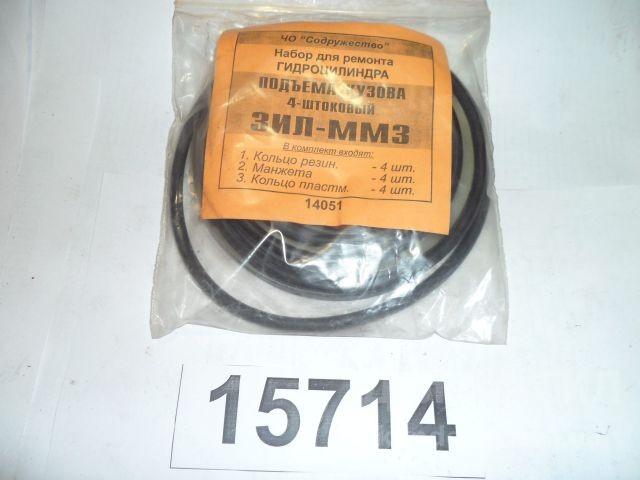 ЧО "Содружество"
Набор для ремонта
ГИДРОЦИЛИНДРА
ПОДЪЕМА КУЗОВА
4-штоковый
ЗИЛ-ММЗ
В комплект входят:
1. Кольцо резин. - 4 шт.
2. Манжета - 4 шт.
3. Кольцо пластм. - 4 шт.
14051
15714